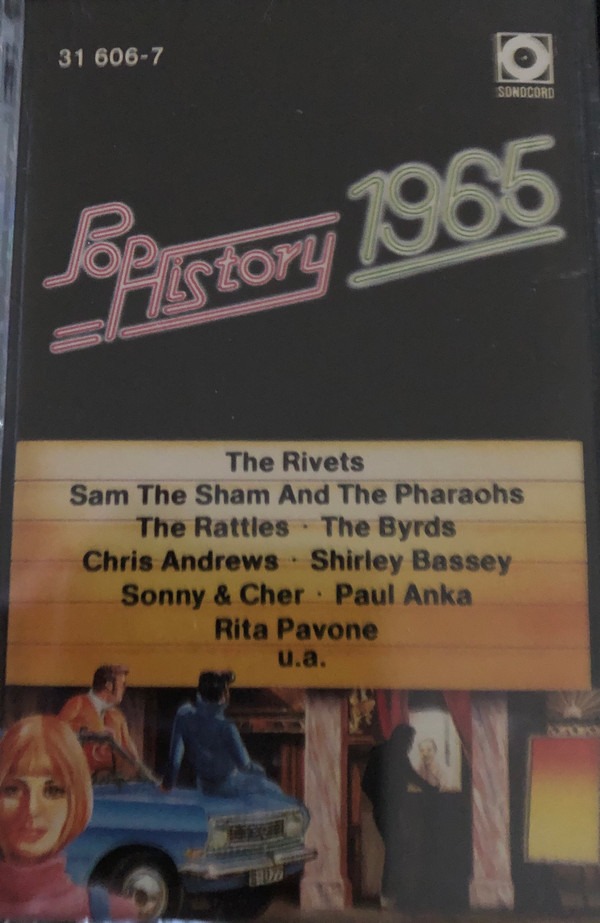 31 606-7
SONOCORD
Pop History 1965
The Rivets
Sam The Sham And The Pharaohs
The Rattles · The Byrds
Chris Andrews · Shirley Bassey
Sonny & Cher · Paul Anka
Rita Pavone
u.a.